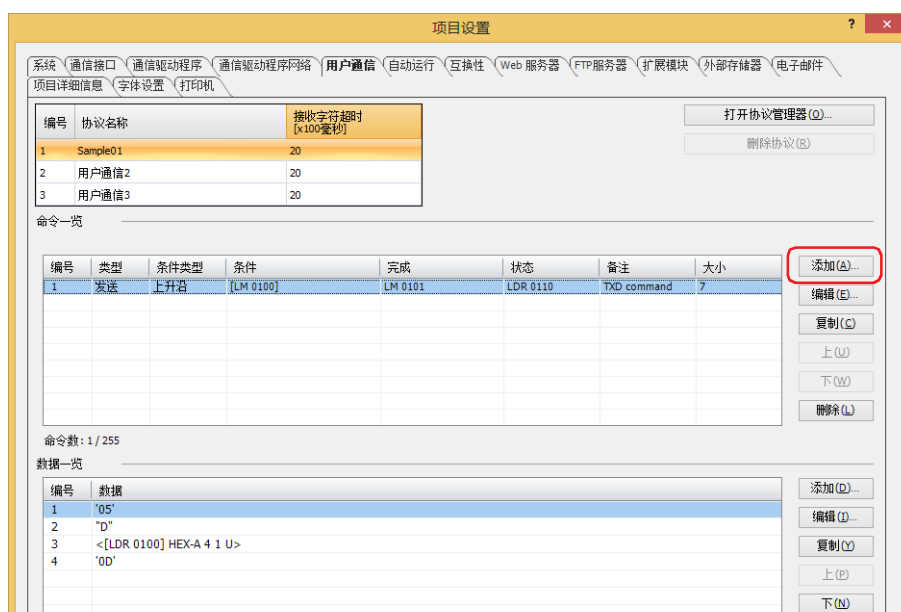 项目设置
?
×
系统 通信接口 通信驱动程序 通信驱动程序网络 用户通信 自动运行 互换性 Web 服务器 FTP服务器 扩展模块 外部存储器 电子邮件
项目详细信息 字体设置 打印机
编号 协议名称 接收字符超时
[x100毫秒]
打开协议管理器(O)...
1 Sample01 20
删除协议(R)
2 用户通信2 20
3 用户通信3 20
命令一览
编号 类型 条件类型 条件 完成 状态 备注 大小
添加(A)...
1 发送 上升沿 [LM 0100] LM 0101 LDR 0110 TXD command 7
编辑(E)...
复制(C)
上(U)
下(W)
删除(L)
命令数: 1 / 255
数据一览
编号 数据
添加(D)...
1 '05'
编辑(I)...
2 "D"
3 <[LDR 0100] HEX-A 4 1 U>
复制(Y)
4 '0D'
上(P)
下(N)